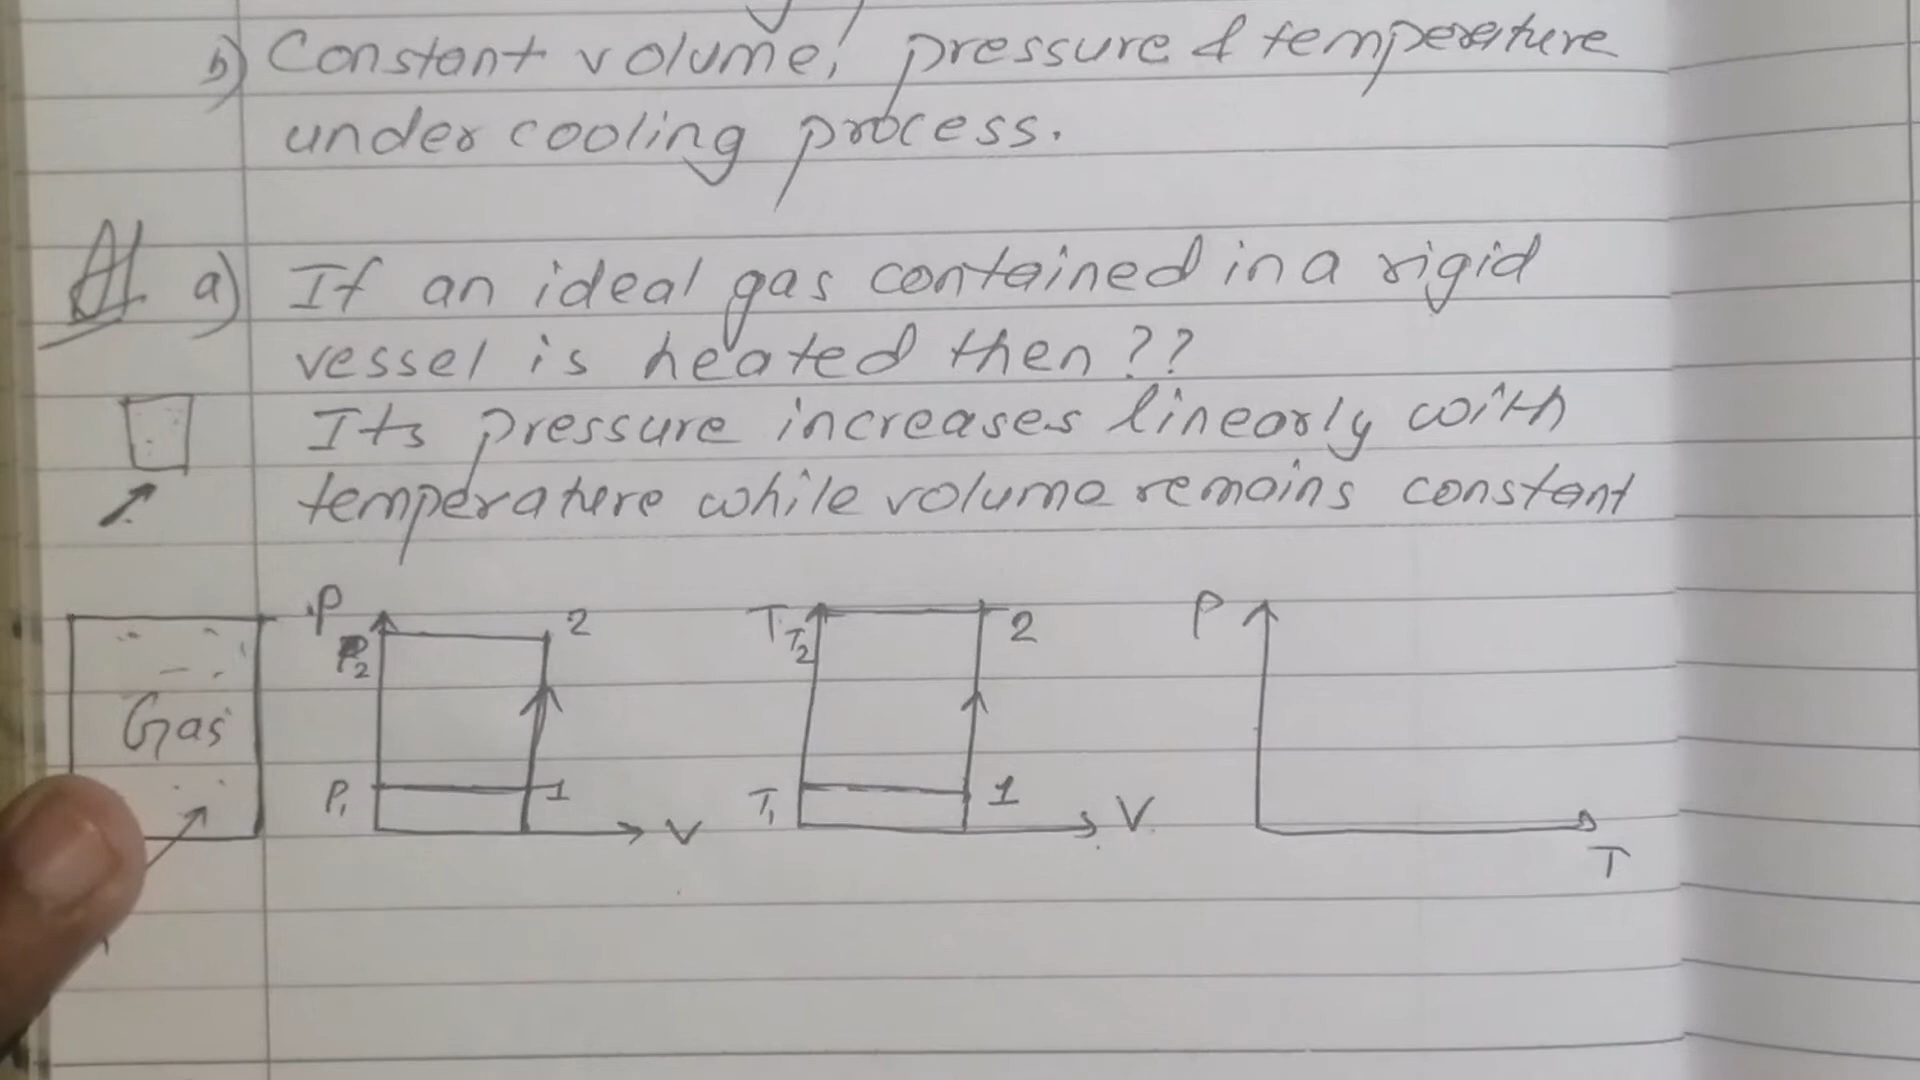 b) Constant volume, pressure & temperature
under cooling process.
a) If an ideal gas contained in a rigid
vessel is heated then ??
Its pressure increases linearly with
temperature while volume remains constant
P 2 T 2 P
P2 T2
Gas
P1 1 T1 1
V V T